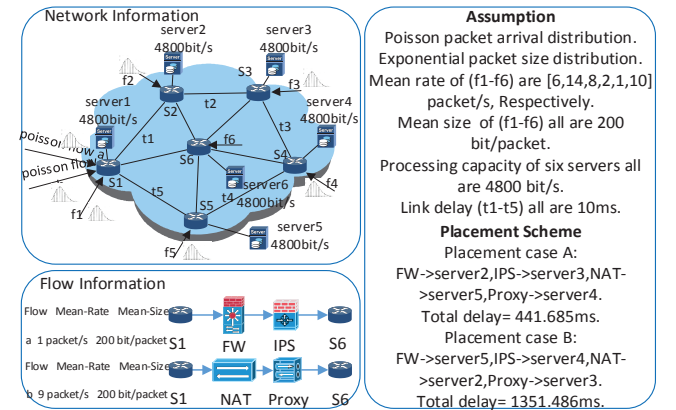 Network Information
server2
4800bit/s
server3
4800bit/s
f2
S3
f3
server1
4800bit/s
server4
4800bit/s
S2
t2
t1
t3
f6
poisson flow a
poisson flow
S6
S4
S1
t5
server6
4800bit/s
t4
f4
S5
f1
f5
server5
4800bit/s
Flow Information
Flow Mean-Rate Mean-Size
S1
FW
IPS
S6
a 1 packet/s 200 bit/packet
Flow Mean-Rate Mean-Size
b 9 packet/s 200 bit/packet
S1
NAT
Proxy
S6
Assumption
Poisson packet arrival distribution.
Exponential packet size distribution.
Mean rate of (f1-f6) are [6,14,8,2,1,10]
packet/s, Respectively.
Mean size of (f1-f6) all are 200
bit/packet.
Processing capacity of six servers all
are 4800 bit/s.
Link delay (t1-t5) all are 10ms.
Placement Scheme
Placement case A:
FW->server2,IPS->server3,NAT-
>server5,Proxy->server4.
Total delay= 441.685ms.
Placement case B:
FW->server5,IPS->server4,NAT-
>server2,Proxy->server3.
Total delay= 1351.486ms.